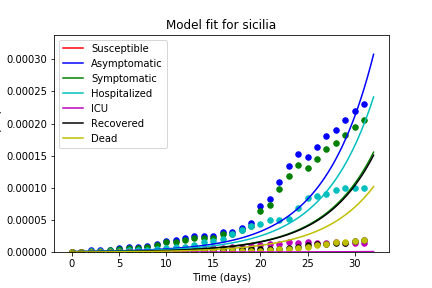 Model fit for sicilia
0.00030
0.00025
0.00020
0.00015
0.00010
0.00005
0.00000
Susceptible
Asymptomatic
Symptomatic
Hospitalized
ICU
Recovered
Dead
0 5 10 15 20 25 30
Time (days)